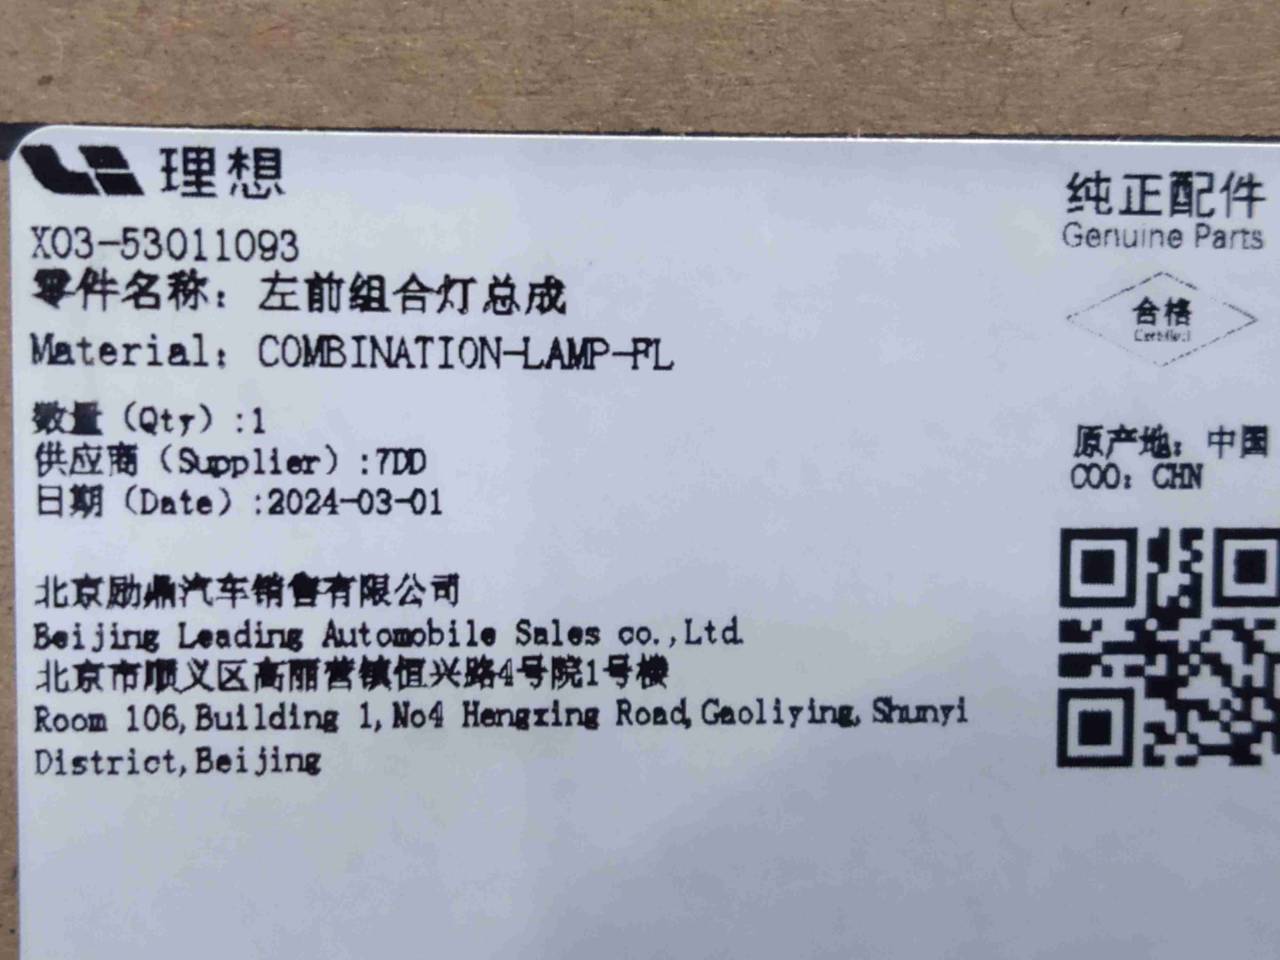 理想
X03-53011093
零件名称：左前组合灯总成
Material: COMBINATION-LAMP-FL
数量（Qty）:1
供应商（Supplier）:7DD
日期（Date）:2024-03-01
北京励鼎汽车销售有限公司
Beijing Leading Automobile Sales co.,Ltd
北京市顺义区高丽营镇恒兴路4号院1号楼
Room 106,Building 1,No4 Hengxing Road,Gaoliying, Shunyi
District,Beijing
纯正配件
Genuine Parts
合格
Certified
原产地：中国
COO: CHN